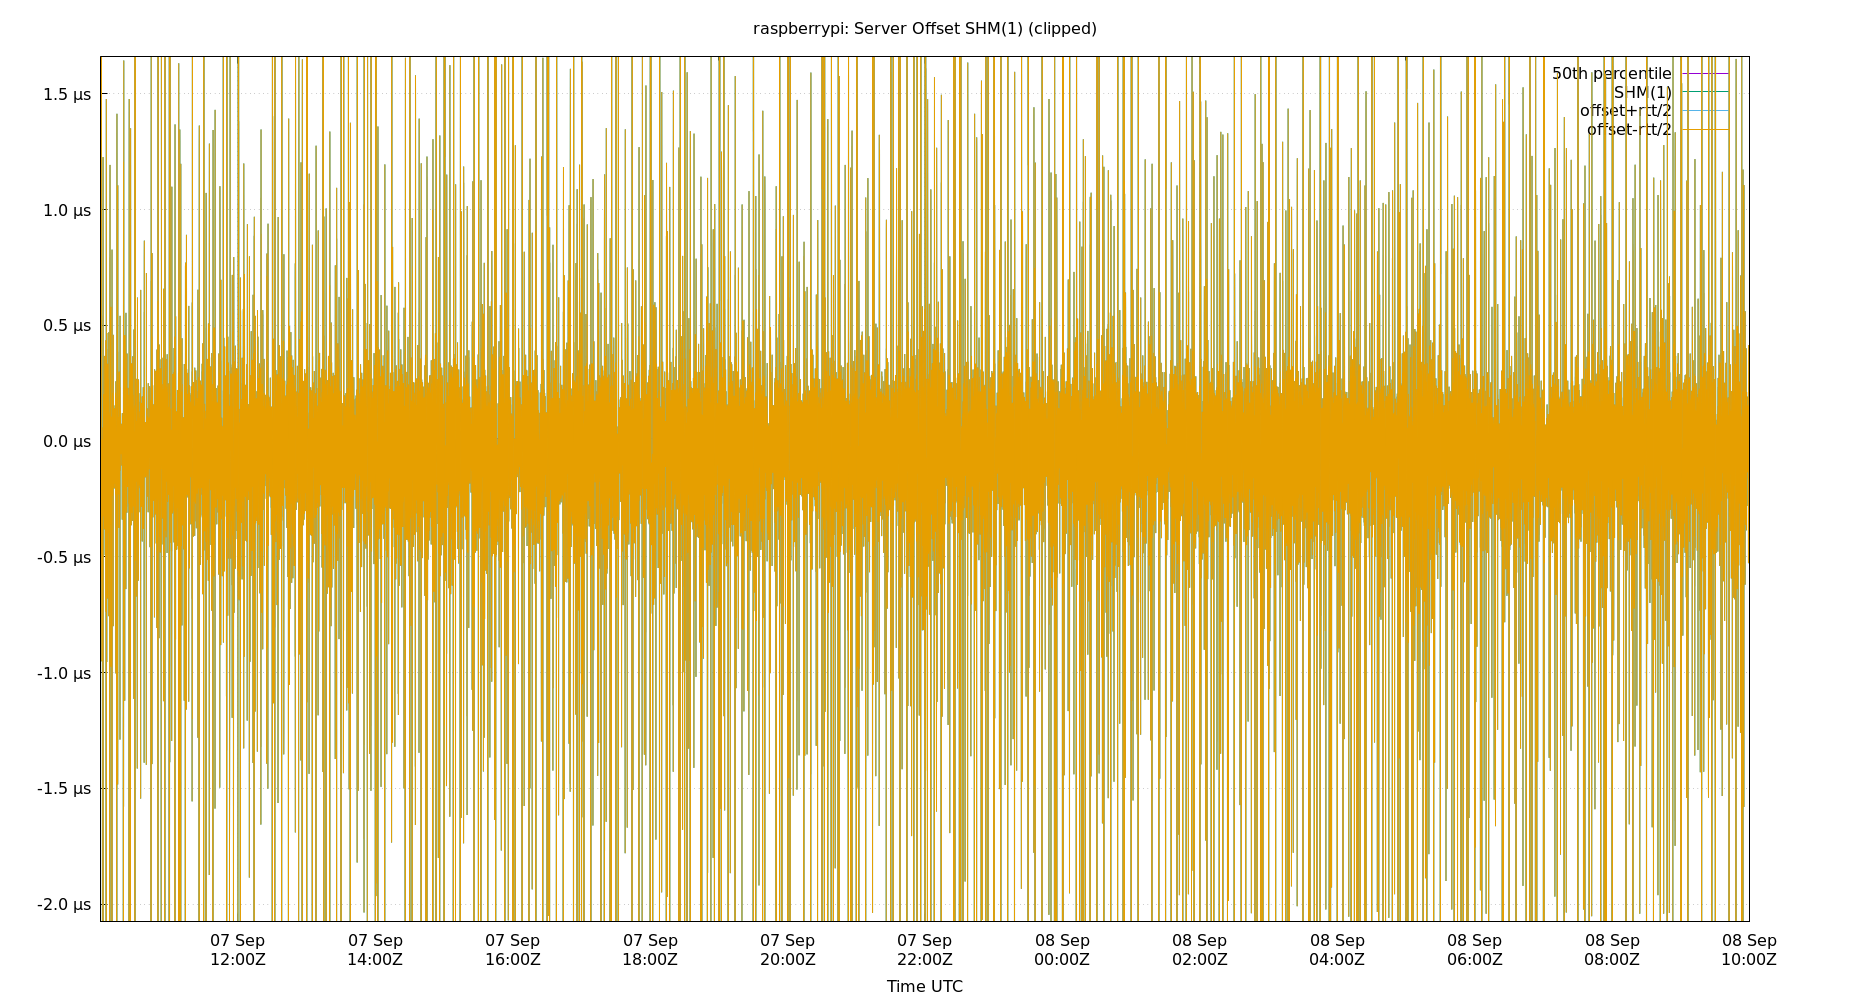 raspberrypi: Server Offset SHM(1) (clipped)
50th percentile
SHM(1)
offset+rtt/2
offset-rtt/2
1.5 µs
1.0 µs
0.5 µs
0.0 µs
-0.5 µs
-1.0 µs
-1.5 µs
-2.0 µs
07 Sep 07 Sep 07 Sep 07 Sep 07 Sep 07 Sep 08 Sep 08 Sep 08 Sep 08 Sep 08 Sep 08 Sep
12:00Z 14:00Z 16:00Z 18:00Z 20:00Z 22:00Z 00:00Z 02:00Z 04:00Z 06:00Z 08:00Z 10:00Z
Time UTC